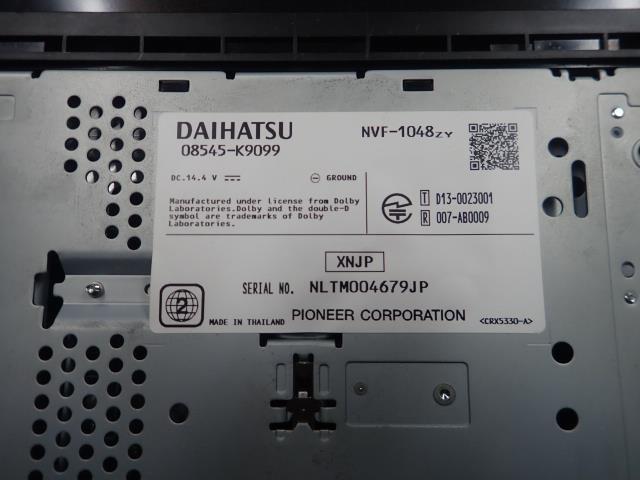 DAIHATSU
08545-K9099
NVF-1048ZY
DC.14.4 V
GROUND
Manufactured under license from Dolby
Laboratories.Dolby and the double-D
symbol are trademarks of Dolby
Laboratories.
T D13-0023001
R 007-AB0009
XNJP
SERIAL NO. NLTM004679JP
2
MADE IN THAILAND PIONEER CORPORATION <CRX5330-A>